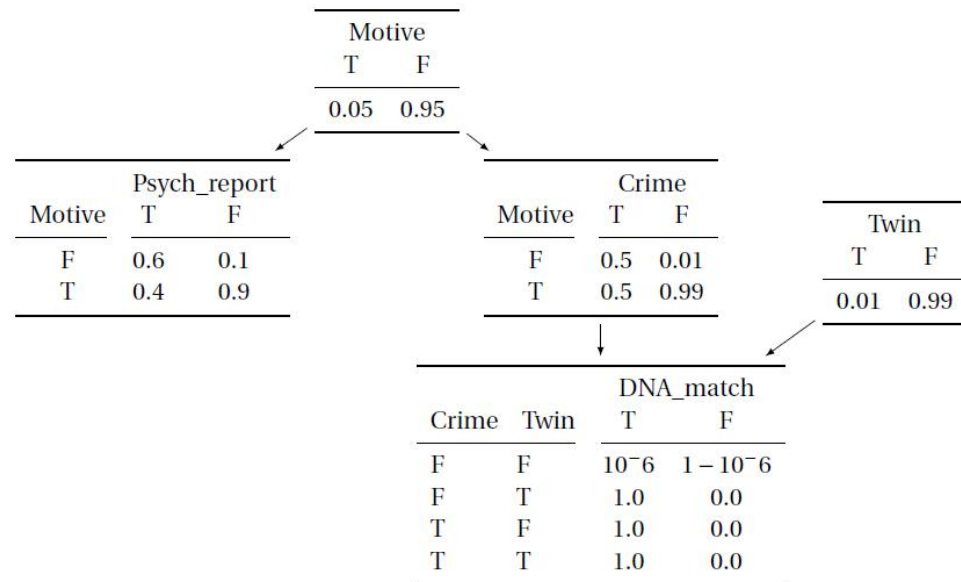 Motive
T F
0.05 0.95
Psych_report
Motive T F
F 0.6 0.1
T 0.4 0.9
Crime
Motive T F
F 0.5 0.01
T 0.5 0.99
Twin
T F
0.01 0.99
DNA_match
Crime Twin T F
F F 10⁻6 1 − 10⁻6
F T 1.0 0.0
T F 1.0 0.0
T T 1.0 0.0